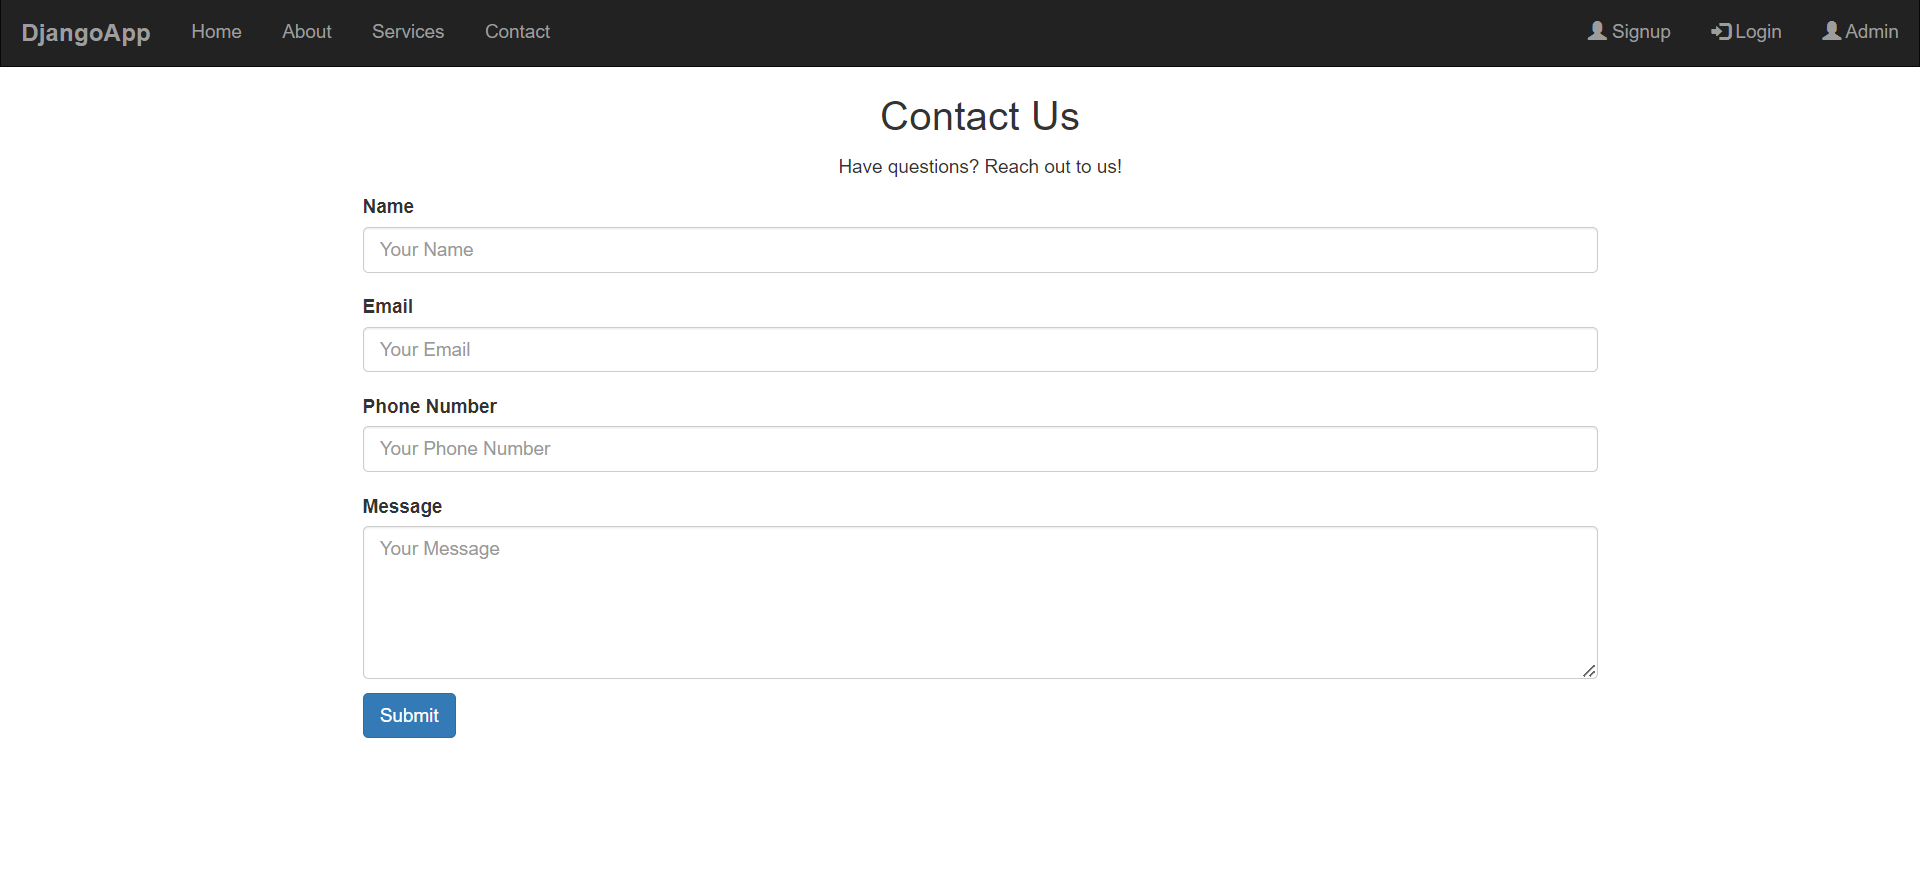 DjangoApp Home About Services Contact Signup Login Admin
Contact Us
Have questions? Reach out to us!
Name
Your Name
Email
Your Email
Phone Number
Your Phone Number
Message
Your Message
Submit